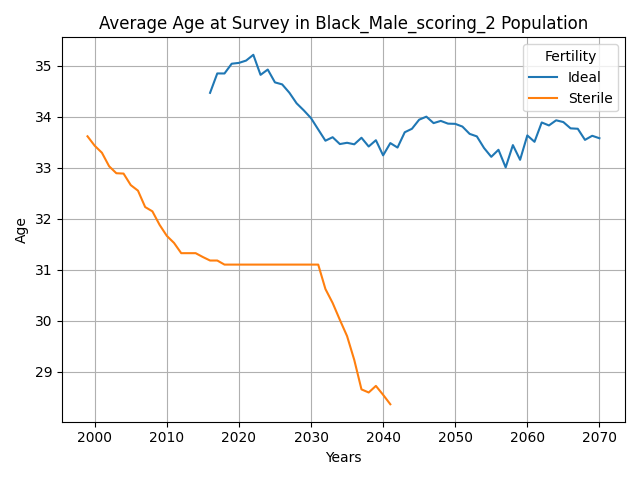 Average Age at Survey in Black_Male_scoring_2 Population
Fertility
Ideal
Sterile
Age
35
34
33
32
31
30
29
2000 2010 2020 2030 2040 2050 2060 2070
Years